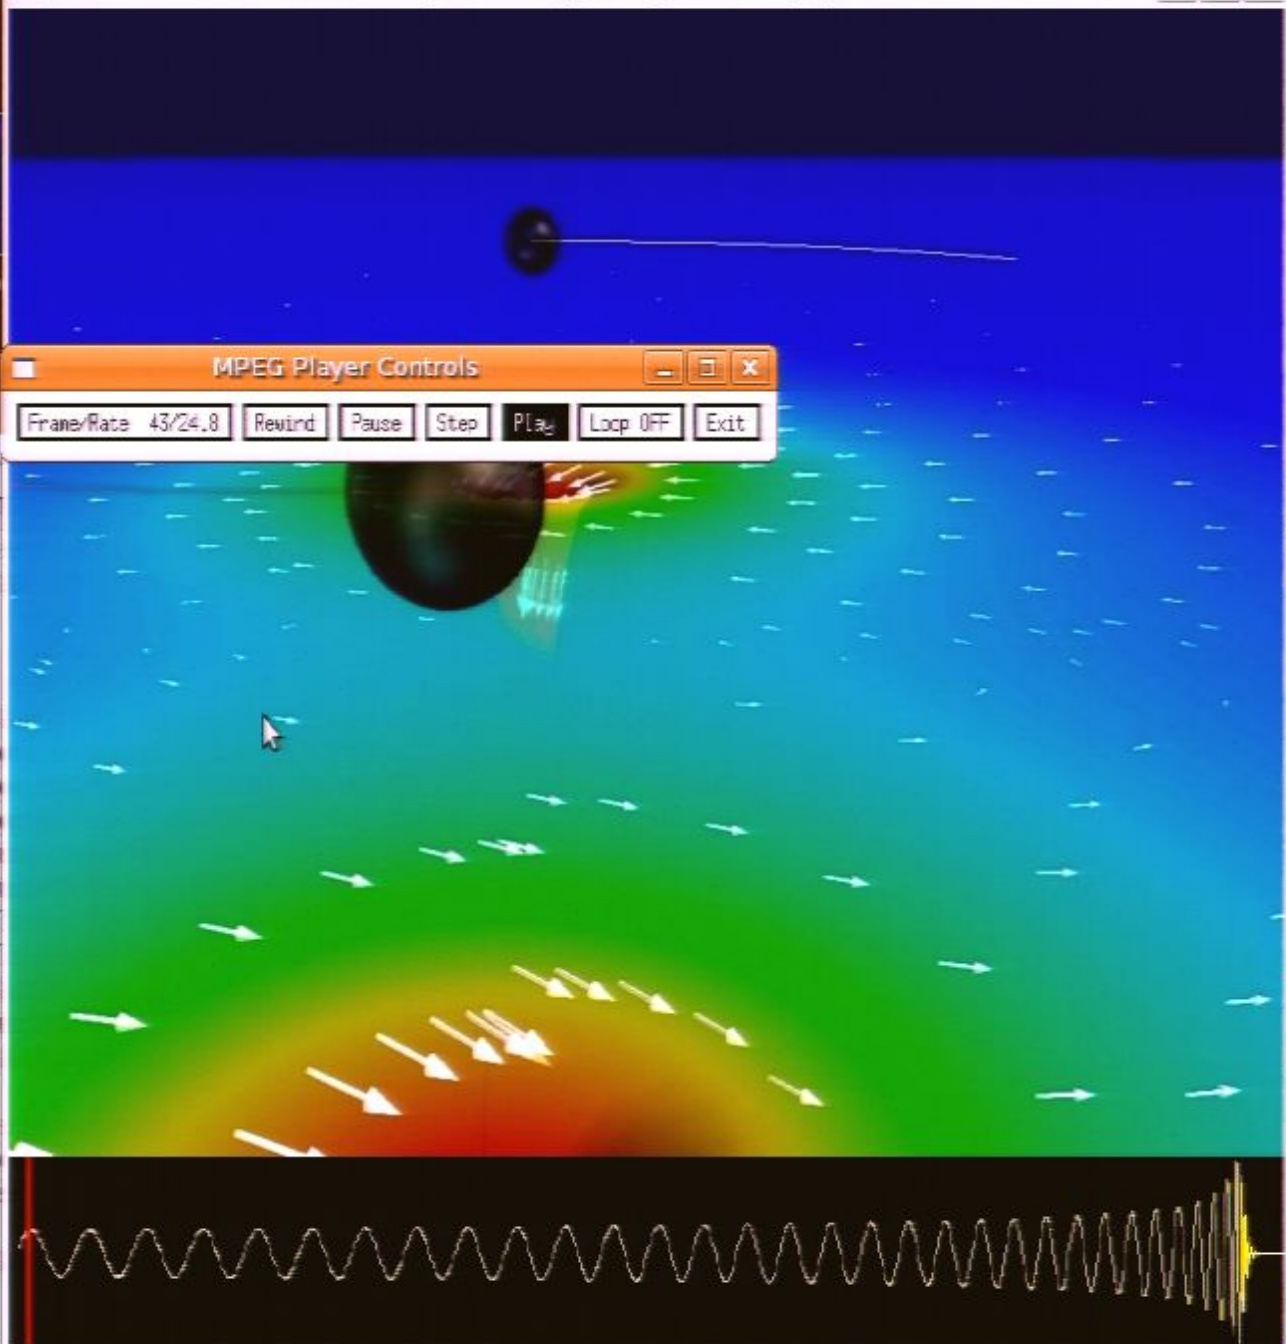 MPEG Player Controls
Frame/Rate 43/24.8 Rewind Pause Step Play Loop OFF Exit